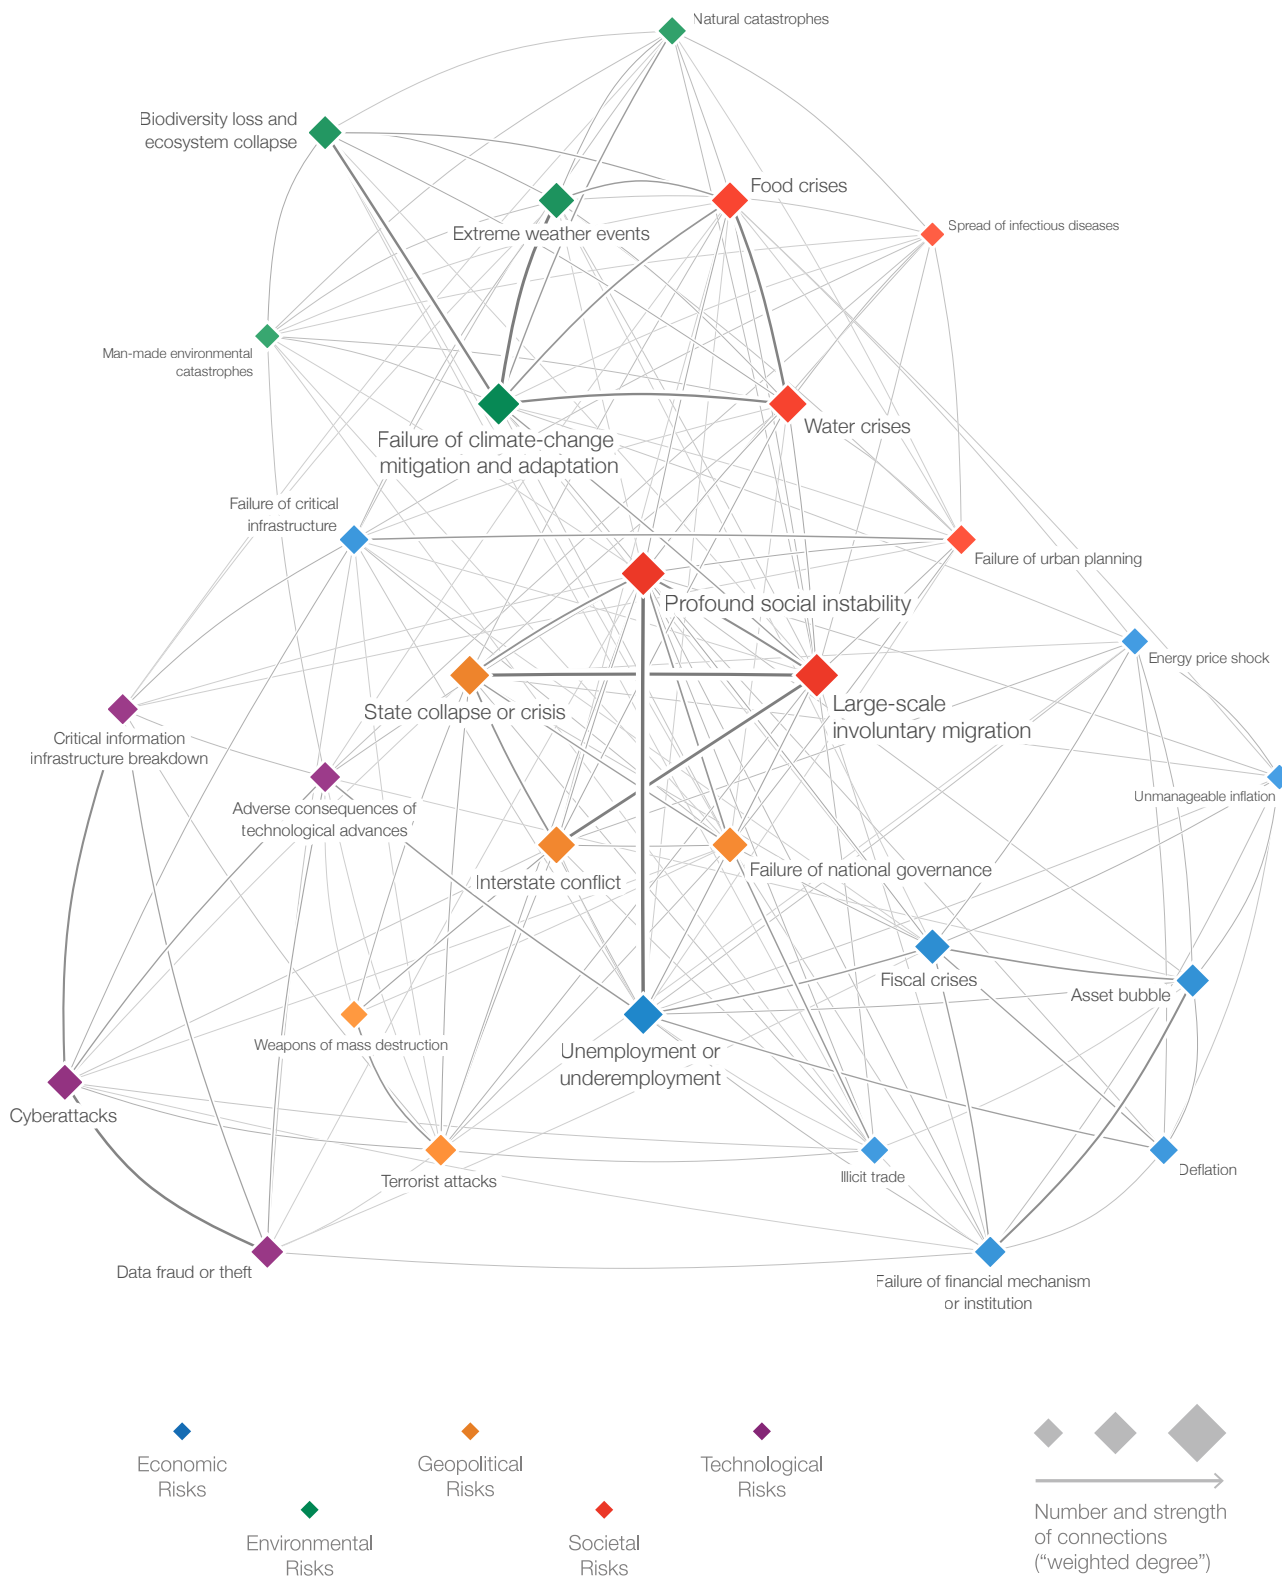 Natural catastrophes
Biodiversity loss and
ecosystem collapse
Food crises
Extreme weather events
Spread of infectious diseases
Man-made environmental
catastrophes
Water crises
Failure of climate-change
mitigation and adaptation
Failure of critical
infrastructure
Failure of urban planning
Profound social instability
Energy price shock
State collapse or crisis
Large-scale
involuntary migration
Critical information
infrastructure breakdown
Unmanageable inflation
Adverse consequences of
technological advances
Interstate conflict
Failure of national governance
Fiscal crises
Asset bubble
Weapons of mass destruction
Unemployment or
underemployment
Cyberattacks
Terrorist attacks
Illicit trade
Deflation
Data fraud or theft
Failure of financial mechanism
or institution
Economic
Risks
Geopolitical
Risks
Technological
Risks
Environmental
Risks
Societal
Risks
Number and strength
of connections
(“weighted degree”)